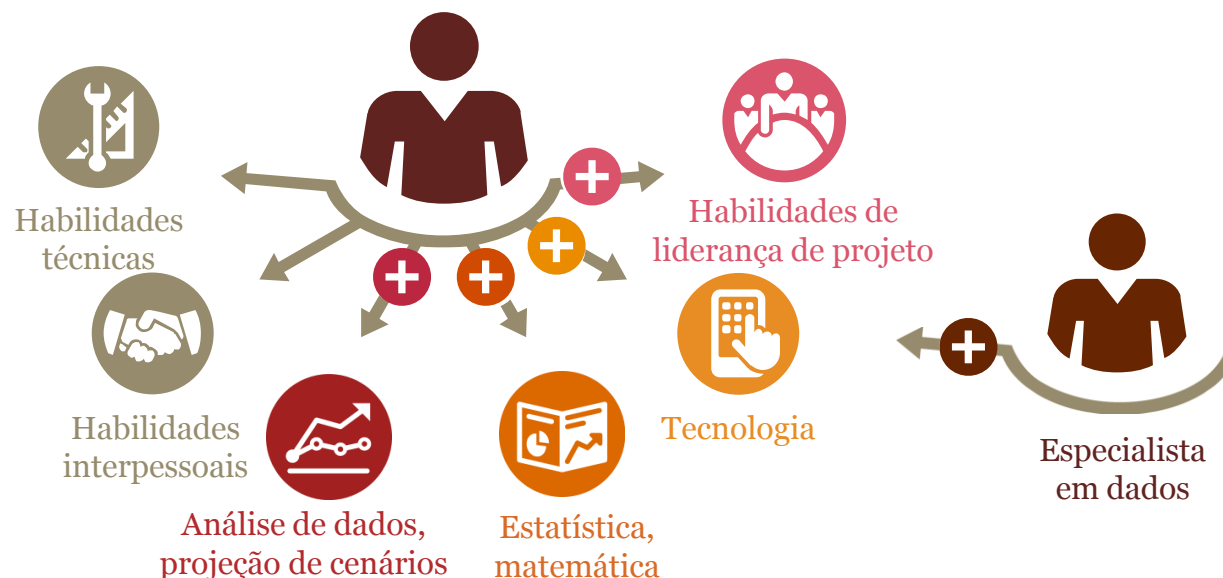 Habilidades
técnicas
Habilidades de
liderança de projeto
Habilidades
interpessoais
Tecnologia
Análise de dados,
projeção de cenários
Estatística,
matemática
Especialista
em dados